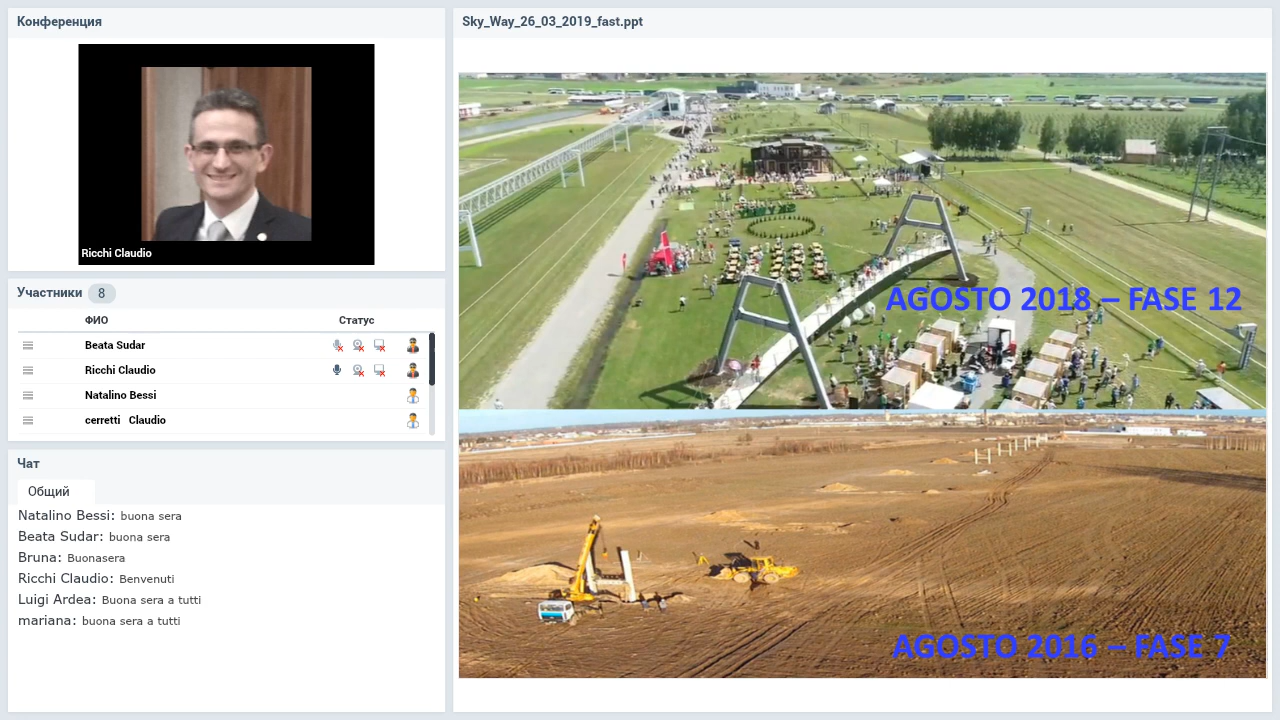 Конференция
Ricchi Claudio
Участники 8
ФИО Статус
Beata Sudar
Ricchi Claudio
Natalino Bessi
cerretti Claudio
Чат
Общий
Natalino Bessi: buona sera
Beata Sudar: buona sera
Bruna: Buonasera
Ricchi Claudio: Benvenuti
Luigi Ardea: Buona sera a tutti
mariana: buona sera a tutti
Sky_Way_26_03_2019_fast.ppt
AGOSTO 2018 – FASE 12
AGOSTO 2016 – FASE 7